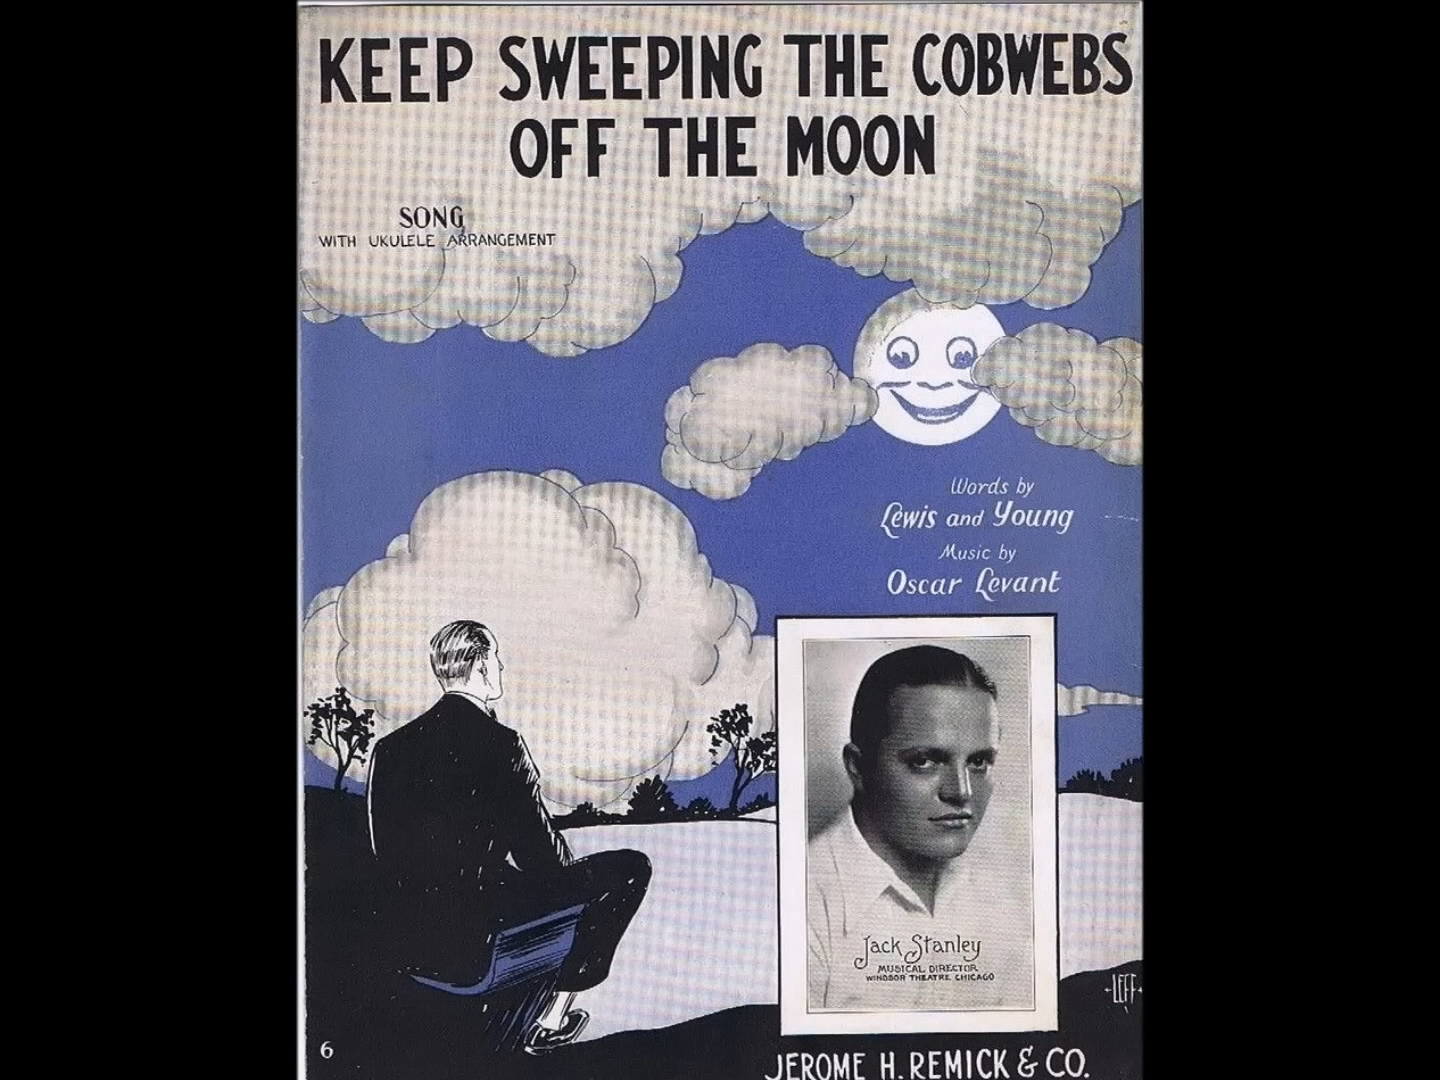 KEEP SWEEPING THE COBWEBS
OFF THE MOON
SONG
WITH UKULELE ARRANGEMENT
Words by
Lewis and Young
Music by
Oscar Levant
Jack Stanley
MUSICAL DIRECTOR
WINDSOR THEATRE CHICAGO
LEFF
6
JEROME H. REMICK & CO.